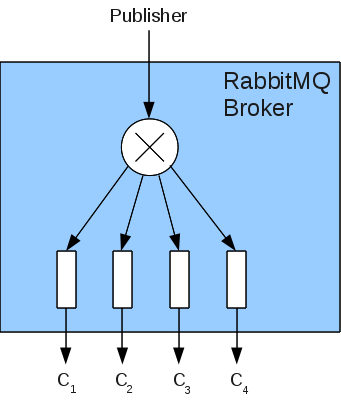 Publisher
RabbitMQ
Broker
C1 C2 C3 C4